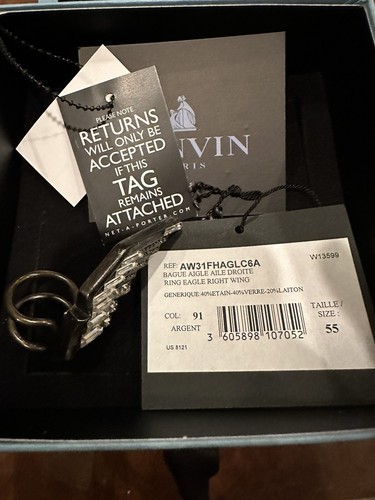 PLEASE NOTE
RETURNS
WILL ONLY BE
ACCEPTED
IF THIS
TAG
REMAINS
ATTACHED
NET-A-PORTER.COM
NVIN
RIS
REF: AW31FHAGLC6A
W13599
BAGUE AIGLE AILE DROITE
RING EAGLE RIGHT WING
GENERIQUE:40%ETAIN-40%VERRE-20%LAITON
COL: 91
ARGENT
TAILLE /
SIZE: 55
3 605898 107052
US 8121